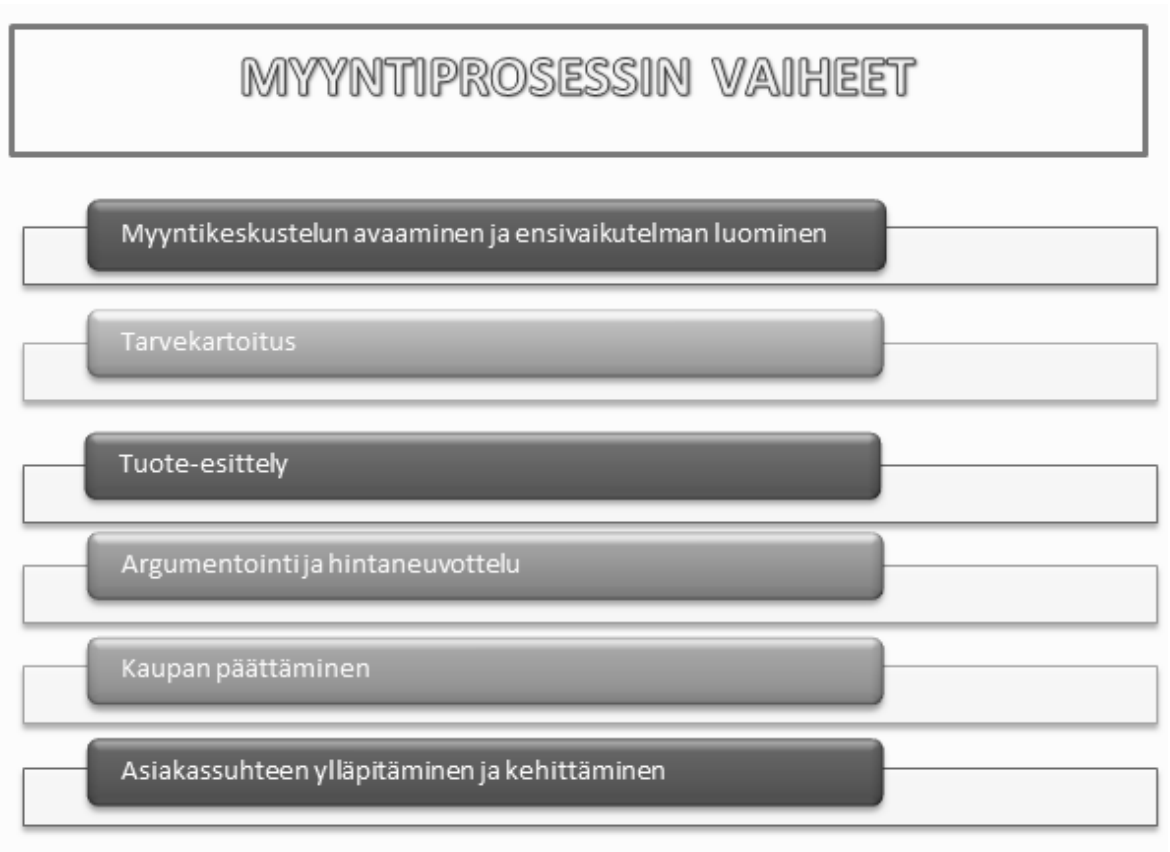 MYYNTIPROSESSIN VAIHEET
Myyntikeskustelun avaaminen ja ensivaikutelman luominen
Tarvekartoitus
Tuote-esittely
Argumentointi ja hintaneuvottelu
Kaupan päättäminen
Asiakassuhteen ylläpitäminen ja kehittäminen